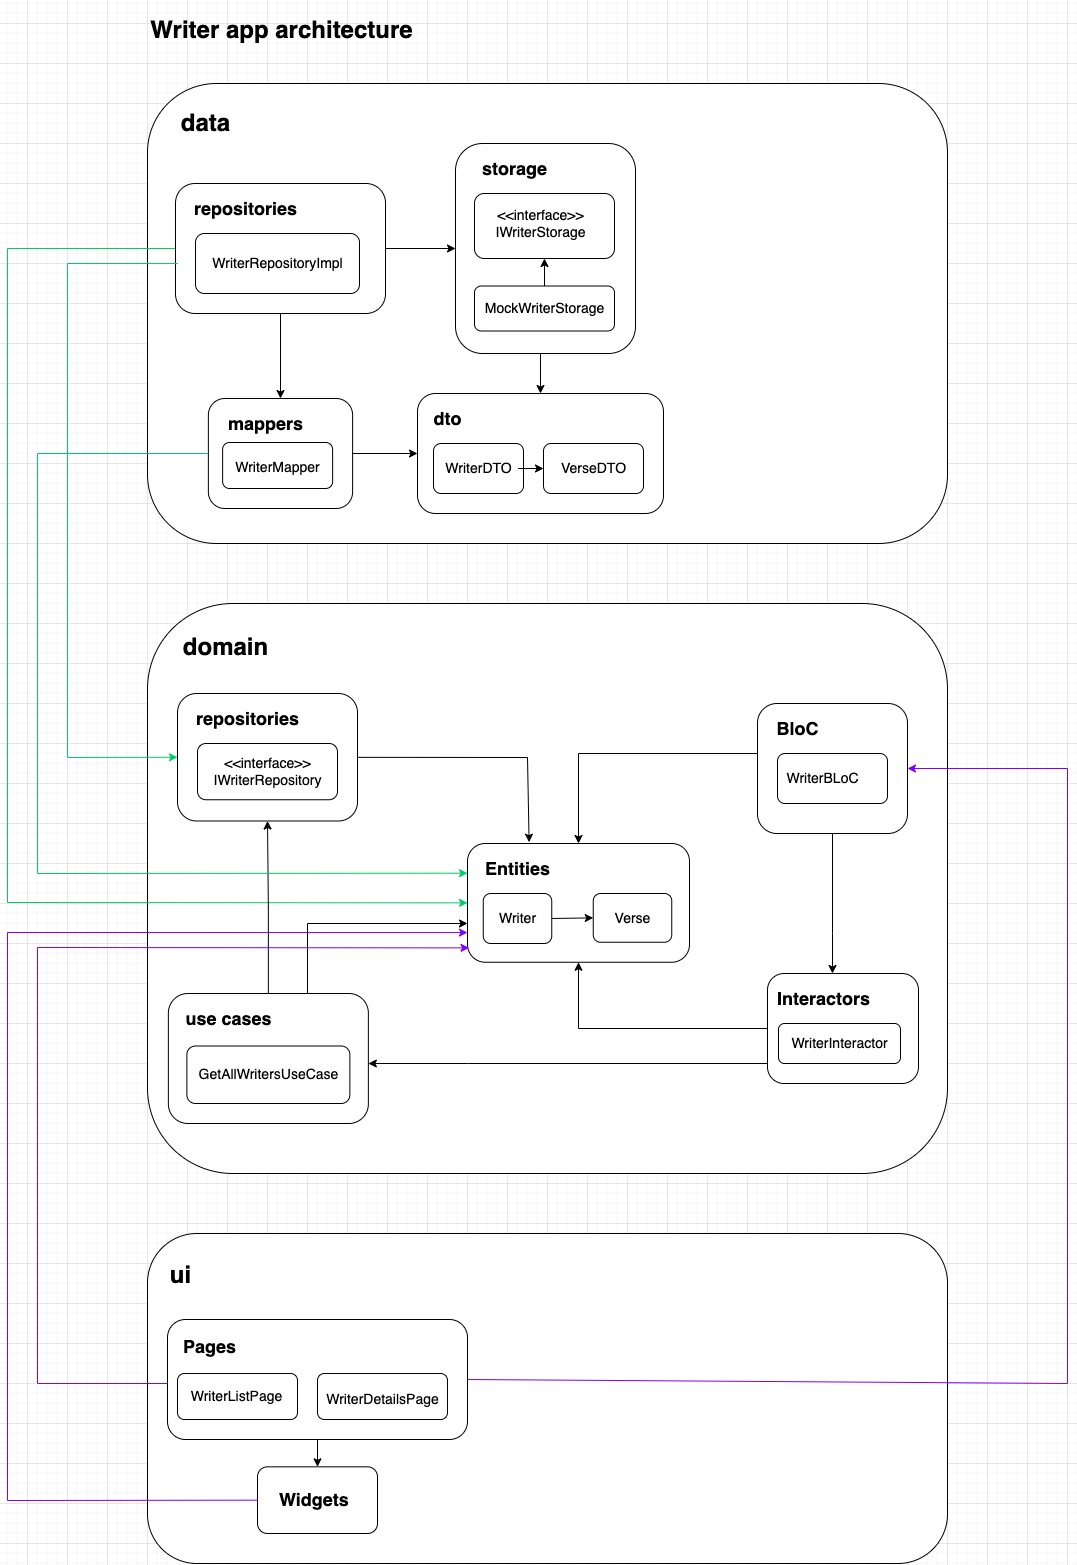 Writer app architecture
data
storage
<<interface>>
IWriterStorage
MockWriterStorage
repositories
WriterRepositoryImpl
mappers
WriterMapper
dto
WriterDTO
VerseDTO
domain
repositories
<<interface>>
IWriterRepository
BloC
WriterBLoC
Entities
Writer
Verse
use cases
GetAllWritersUseCase
Interactors
WriterInteractor
ui
Pages
WriterListPage
WriterDetailsPage
Widgets